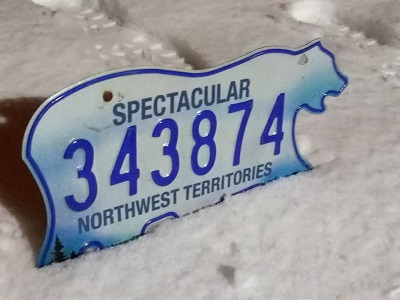 SPECTACULAR
343874
NORTHWEST TERRITORIES